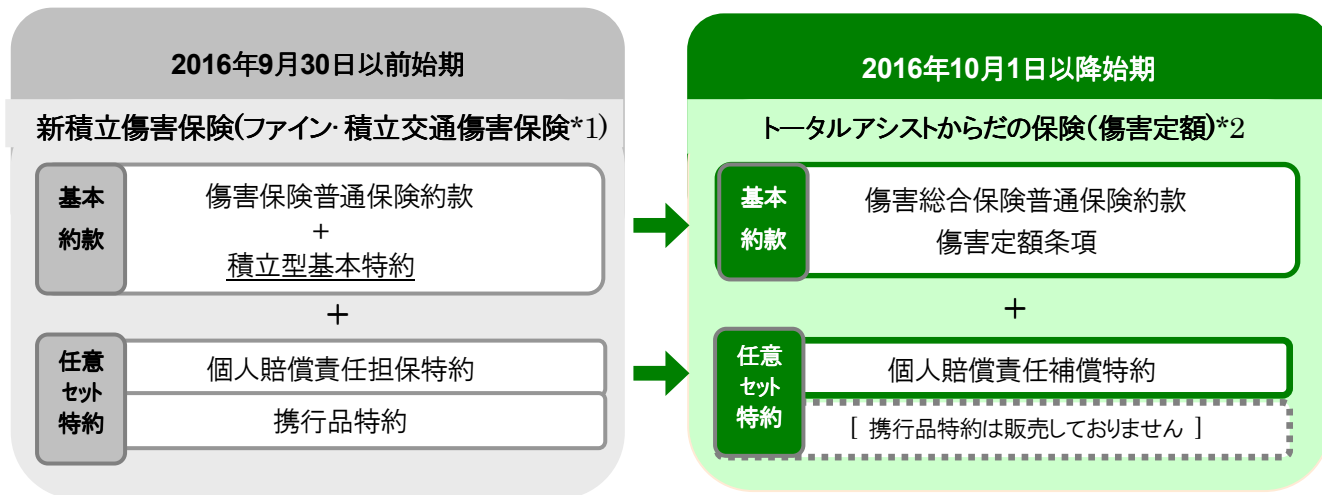 2016年9月30日以前始期
新積立傷害保険(ファイン・積立交通傷害保険*1)
基本
約款
傷害保険普通保険約款
+
積立型基本特約
+
任意
セット
特約
個人賠償責任担保特約
携行品特約
2016年10月1日以降始期
トータルアシストからだの保険(傷害定額)*2
基本
約款
傷害総合保険普通保険約款
傷害定額条項
+
任意
セット
特約
個人賠償責任補償特約
[ 携行品特約は販売しておりません ]